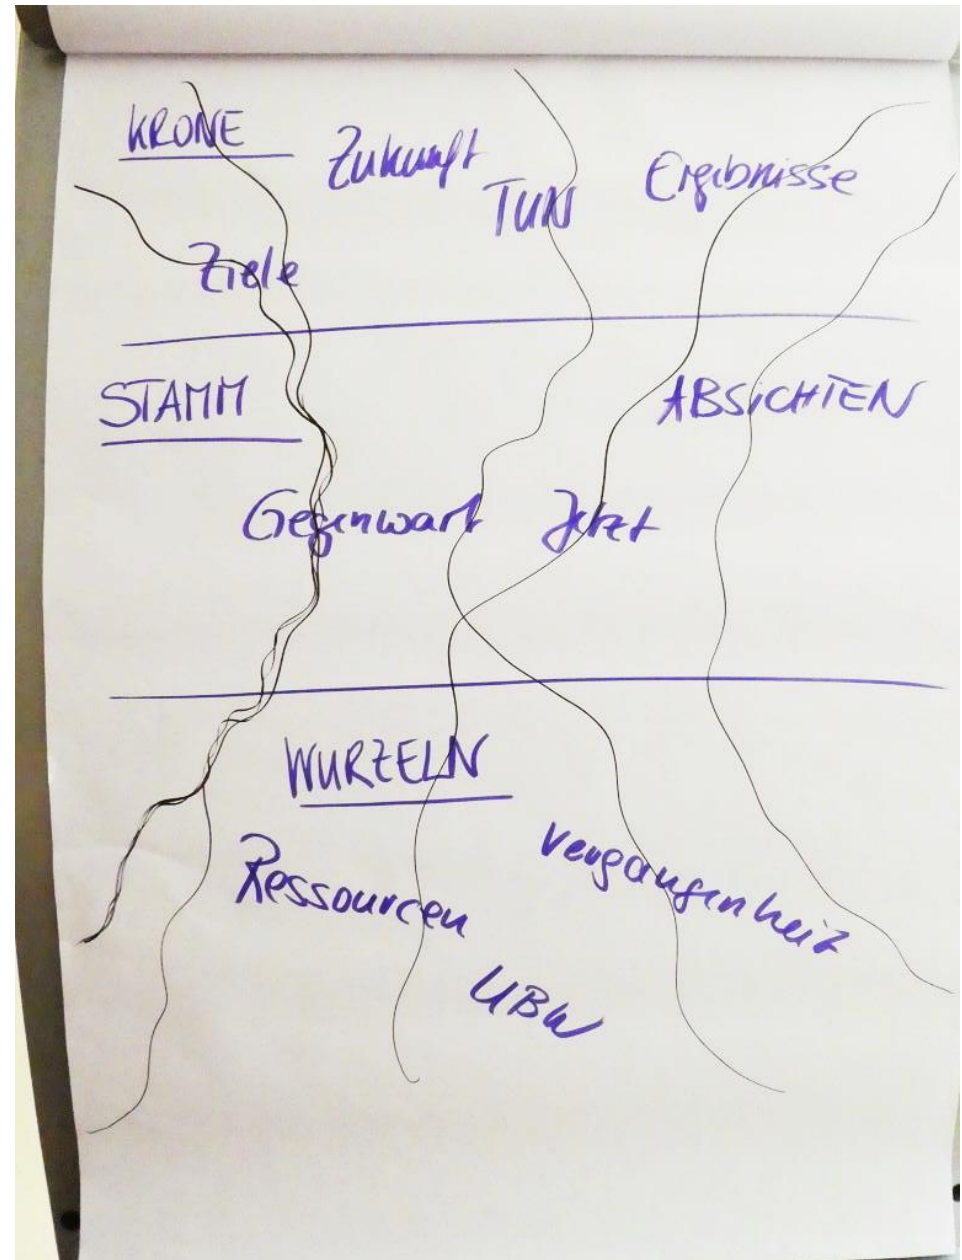 KRONE
Zukunft
TUN
Ergebnisse
Ziele
STAMM
ABSICHTEN
Gegenwart
Jetzt
WURZELN
Ressourcen
Vergangenheit
UBW